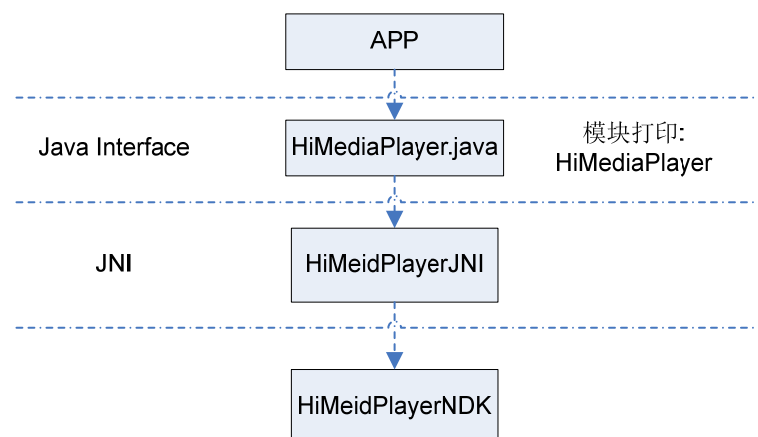 APP
Java Interface
HiMediaPlayer.java
模块打印:
HiMediaPlayer
JNI
HiMeidPlayerJNI
HiMeidPlayerNDK